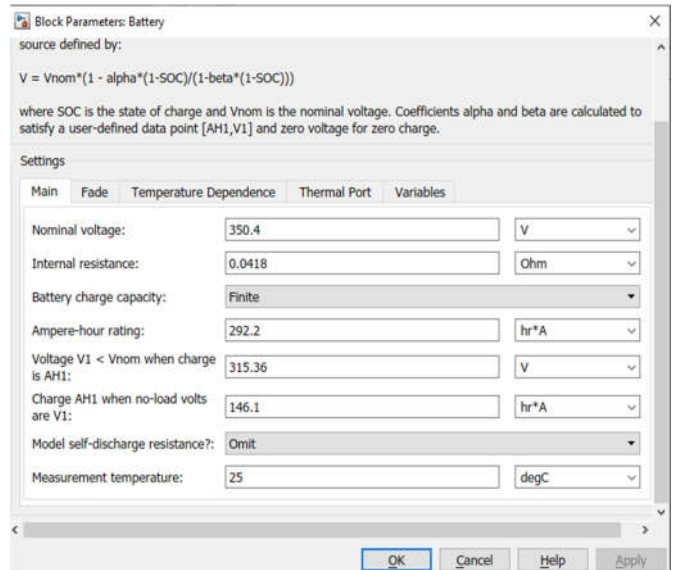 Block Parameters: Battery
source defined by:
V = Vnom*(1 - alpha*(1-SOC)/(1-beta*(1-SOC)))
where SOC is the state of charge and Vnom is the nominal voltage. Coefficients alpha and beta are calculated to
satisfy a user-defined data point [AH1,V1] and zero voltage for zero charge.
Settings
Main Fade Temperature Dependence Thermal Port Variables
Nominal voltage: 350.4 V
Internal resistance: 0.0418 Ohm
Battery charge capacity: Finite
Ampere-hour rating: 292.2 hr*A
Voltage V1 < Vnom when charge
is AH1: 315.36 V
Charge AH1 when no-load volts
are V1: 146.1 hr*A
Model self-discharge resistance?: Omit
Measurement temperature: 25 degC
OK Cancel Help Apply